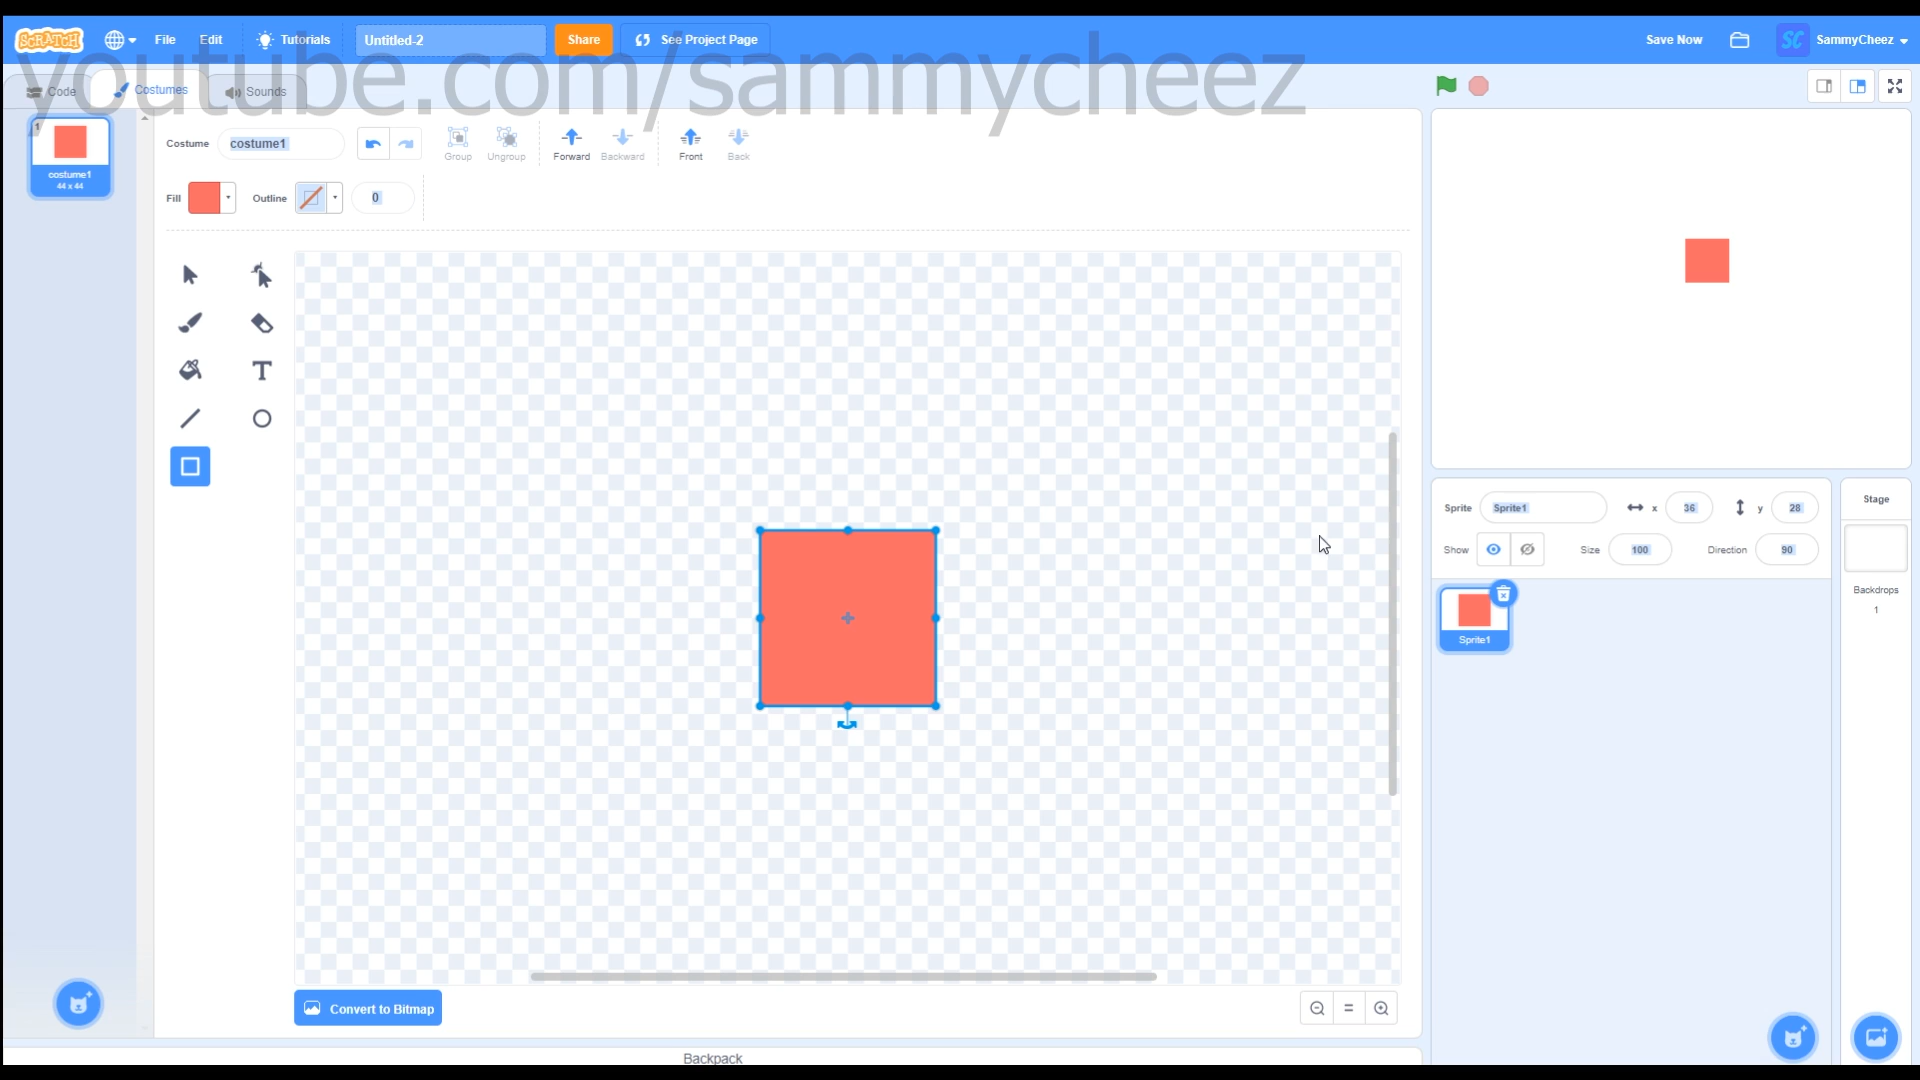 SCRATCH File Edit Tutorials Untitled-2 Share See Project Page Save Now SC SammyCheez
youtube.com/sammycheez
Code Costumes Sounds
1
costume1
44 x 44
Costume costume1 Group Ungroup Forward Backward Front Back
Fill Outline 0
T
Convert to Bitmap
Backpack
Sprite Sprite1 x 36 y 28
Show Size 100 Direction 90
Sprite1
Stage
Backdrops
1